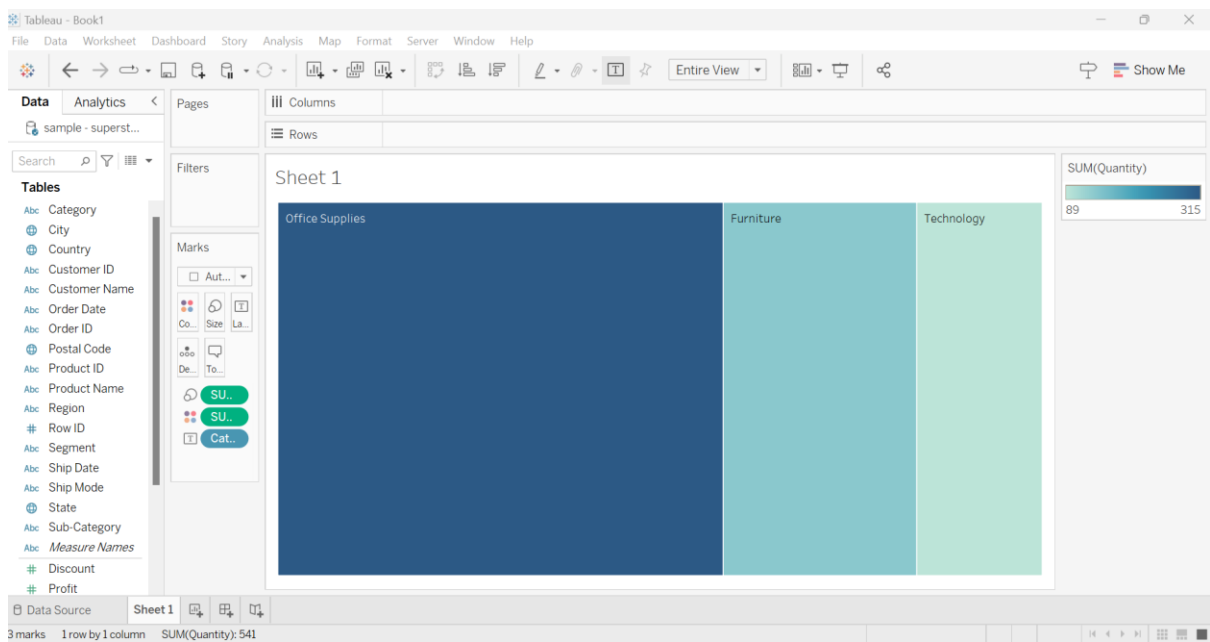 Tableau - Book1
File Data Worksheet Dashboard Story Analysis Map Format Server Window Help
Entire View
Show Me
Data Analytics
sample - superst...
Search
Tables
Abc Category
City
Country
Abc Customer ID
Abc Customer Name
Abc Order Date
Abc Order ID
Postal Code
Abc Product ID
Abc Product Name
Abc Region
# Row ID
Abc Segment
Abc Ship Date
Abc Ship Mode
State
Abc Sub-Category
Abc Measure Names
# Discount
# Profit
Pages
Filters
Marks
Aut...
Co... Size La...
De... To...
SU..
SU..
T Cat..
Columns
Rows
Sheet 1
Office Supplies Furniture Technology
SUM(Quantity)
89 315
Data Source Sheet 1
3 marks 1 row by 1 column SUM(Quantity): 541